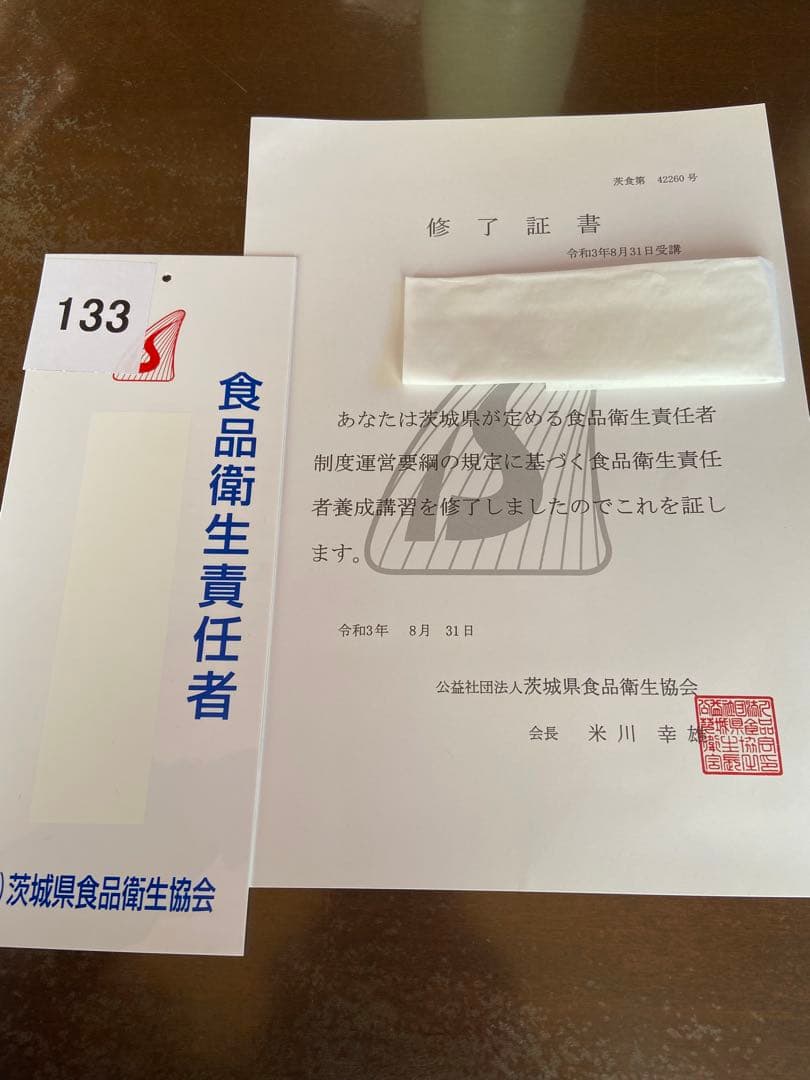 133
食品衛生責任者
)茨城県食品衛生協会
茨食第 42260 号
修了証書
令和3年8月31日受講
あなたは茨城県が定める食品衛生責任者
制度運営要綱の規定に基づく食品衛生責任
者養成講習を修了しましたのでこれを証し
ます。
令和3年 8月 31日
公益社団法人茨城県食品衛生協会
会長 米川 幸雄